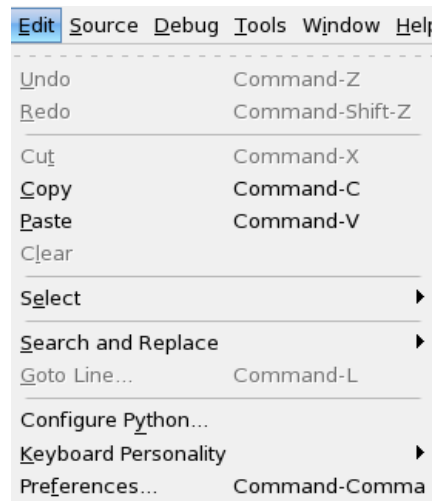 Edit Source Debug Tools Window Help
Undo Command-Z
Redo Command-Shift-Z
Cut Command-X
Copy Command-C
Paste Command-V
Clear
Select
Search and Replace
Goto Line... Command-L
Configure Python...
Keyboard Personality
Preferences... Command-Comma